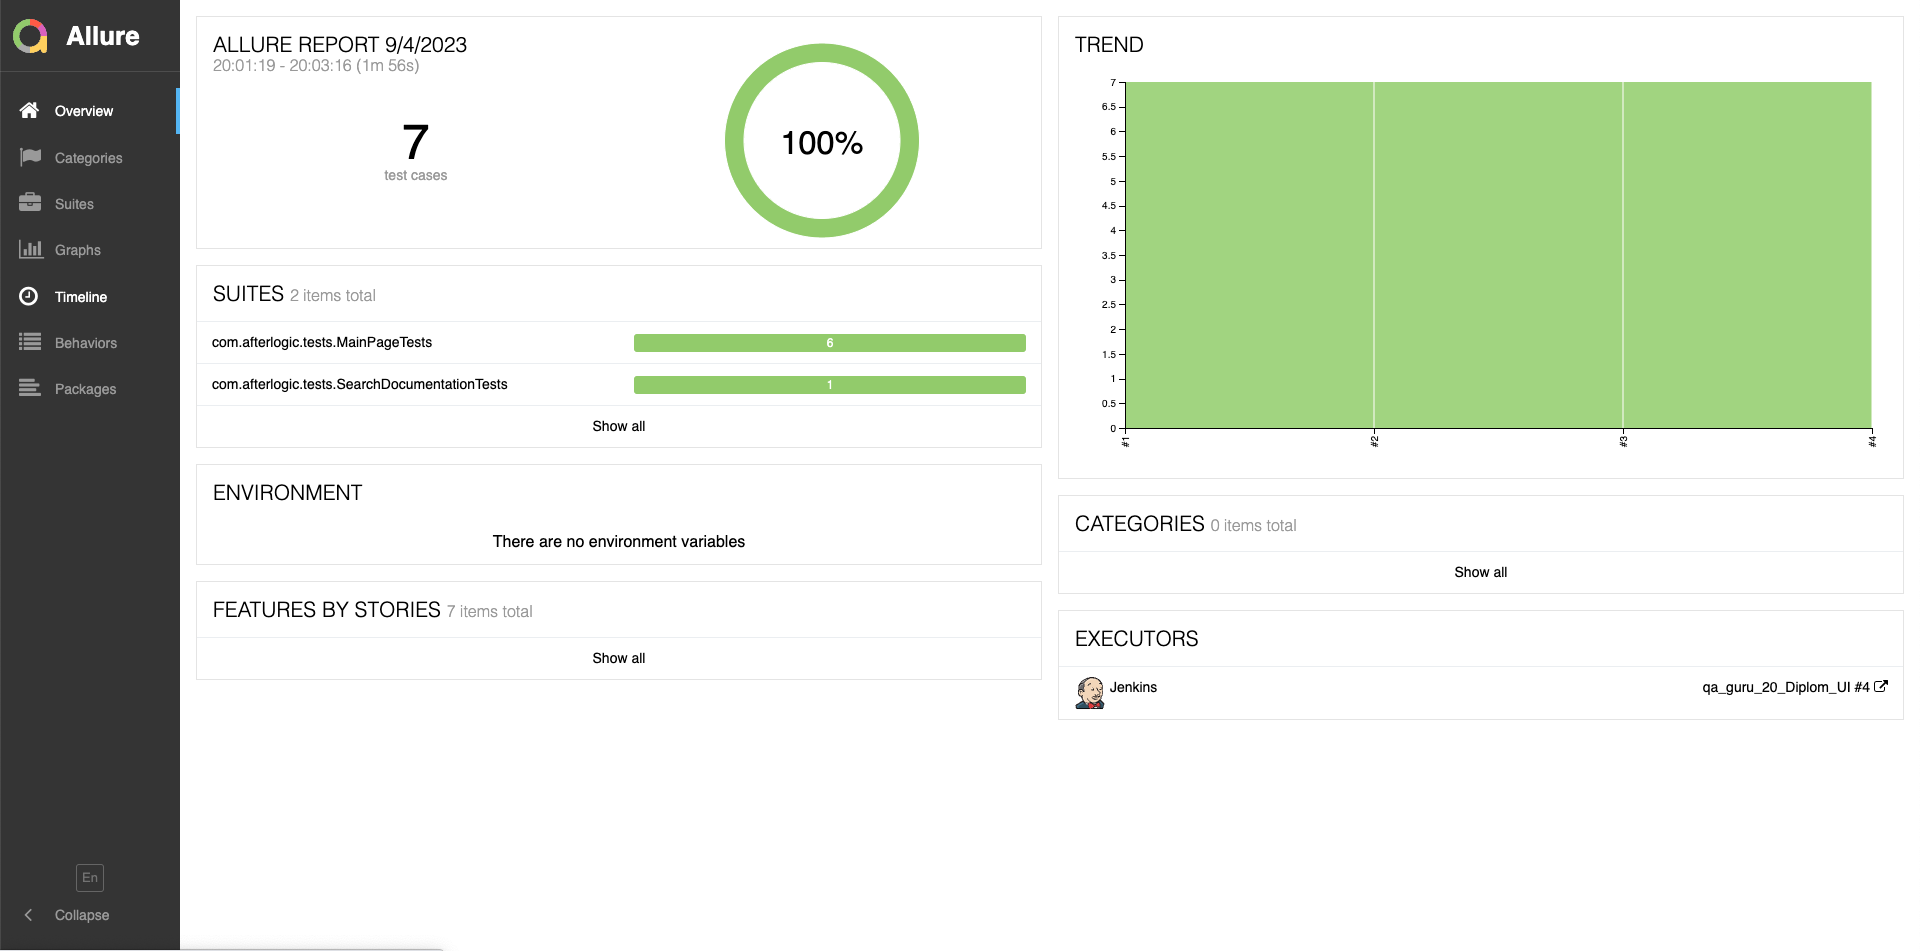 Allure
Overview
Categories
Suites
Graphs
Timeline
Behaviors
Packages
En
Collapse
ALLURE REPORT 9/4/2023
20:01:19 - 20:03:16 (1m 56s)
7
test cases
100%
SUITES 2 items total
com.afterlogic.tests.MainPageTests 6
com.afterlogic.tests.SearchDocumentationTests 1
Show all
ENVIRONMENT
There are no environment variables
FEATURES BY STORIES 7 items total
Show all
TREND
7
6.5
6
5.5
5
4.5
4
3.5
3
2.5
2
1.5
1
0.5
0
#1 #2 #3 #4
CATEGORIES 0 items total
Show all
EXECUTORS
Jenkins qa_guru_20_Diplom_UI #4